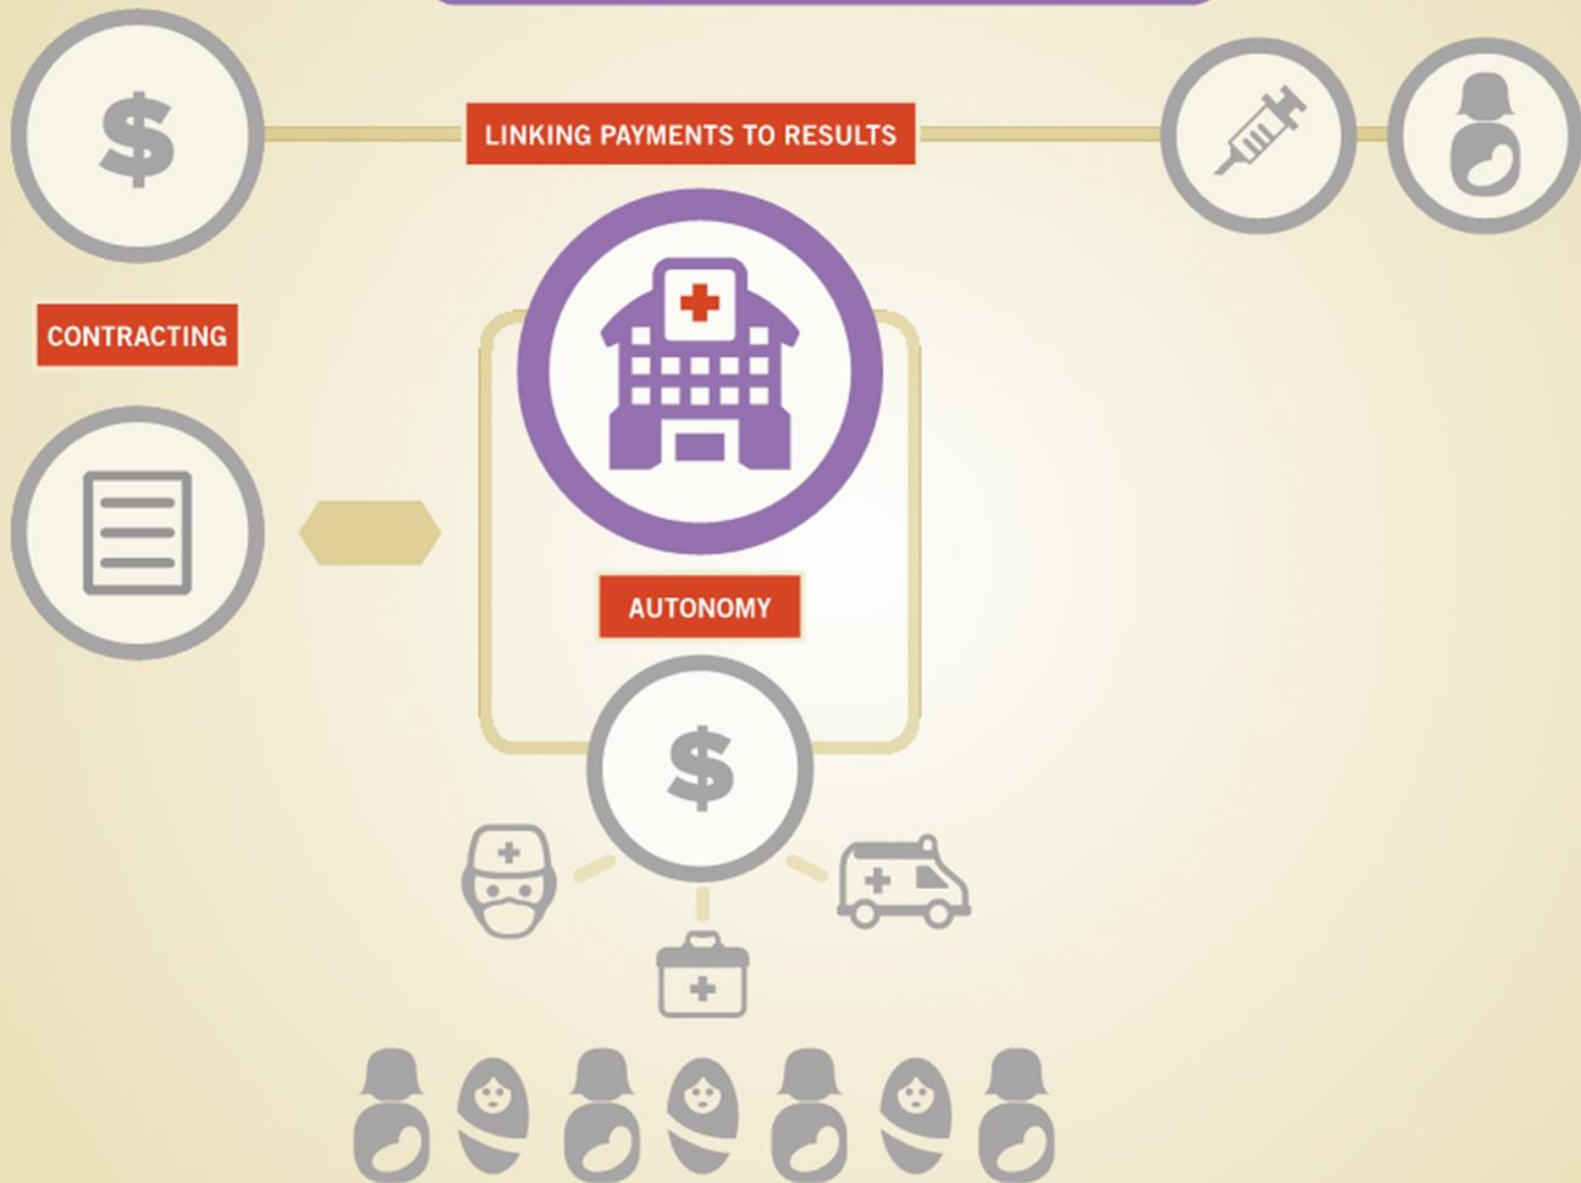 $
LINKING PAYMENTS TO RESULTS
CONTRACTING
AUTONOMY
$